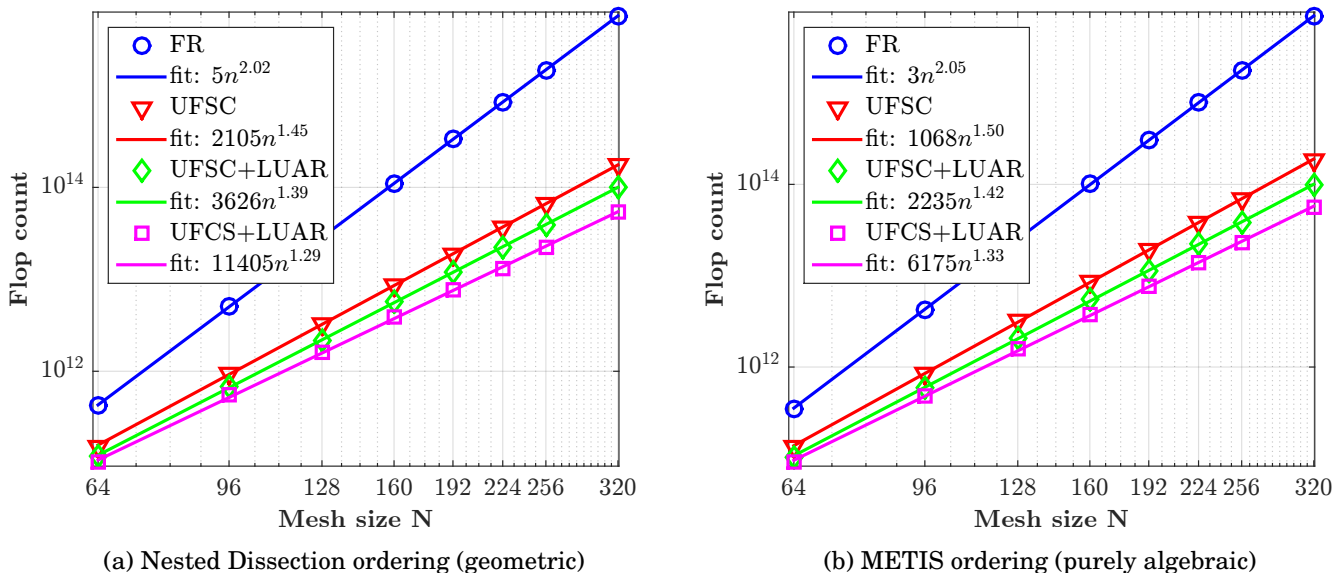 Flop count
10^14
10^12
FR
fit: 5n^2.02
UFSC
fit: 2105n^1.45
UFSC+LUAR
fit: 3626n^1.39
UFCS+LUAR
fit: 11405n^1.29
64 96 128 160 192 224 256 320
Mesh size N
(a) Nested Dissection ordering (geometric)
Flop count
10^14
10^12
FR
fit: 3n^2.05
UFSC
fit: 1068n^1.50
UFSC+LUAR
fit: 2235n^1.42
UFCS+LUAR
fit: 6175n^1.33
64 96 128 160 192 224 256 320
Mesh size N
(b) METIS ordering (purely algebraic)